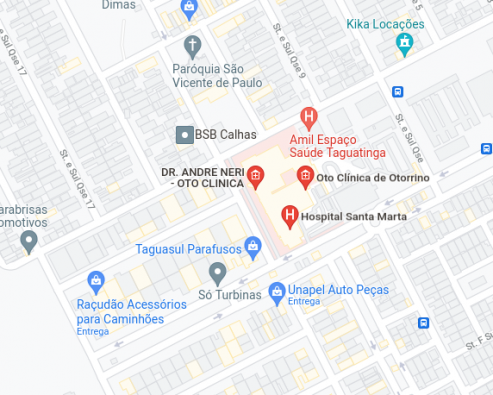 Dimas
Kika Locações
St. e Sul Qse 17
St. e Sul Qse 9
Paróquia São
Vicente de Paulo
St. e Sul Qse 5
BSB Calhas
Amil Espaço
Saúde Taguatinga
St. e Sul Qse 17
DR. ANDRE NERI
- OTO CLINICA
Oto Clínica de Otorrino
Hospital Santa Marta
arabrisas
omotivos
Taguasul Parafusos
Só Turbinas
Unapel Auto Peças
Entrega
Raçudão Acessórios
para Caminhões
Entrega
St. F S